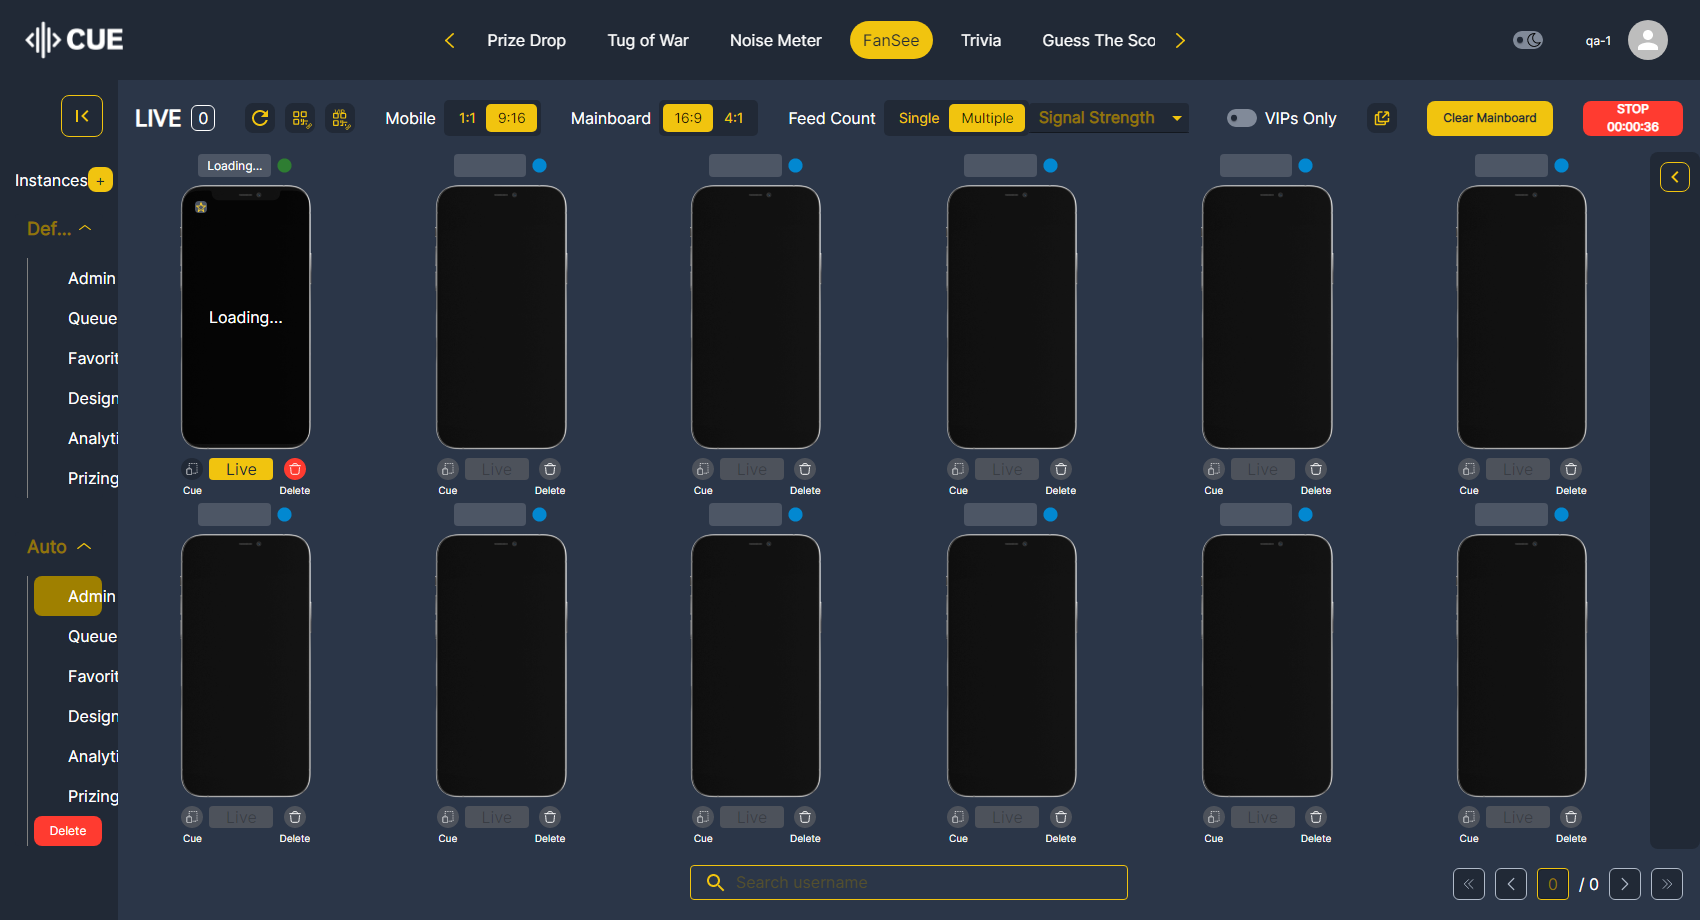 CUE
Prize Drop Tug of War Noise Meter FanSee Trivia Guess The Sco
qa-1
LIVE 0 Mobile 1:1 9:16 Mainboard 16:9 4:1 Feed Count Single Multiple Signal Strength VIPs Only Clear Mainboard STOP
00:00:36
Instances +
Def...
Admin
Queue
Favorit
Design
Analyti
Prizing
Auto
Admin
Queue
Favorit
Design
Analyti
Prizing
Delete
Loading...
Loading...
Live Live Live Live Live Live
Cue Delete Cue Delete Cue Delete Cue Delete Cue Delete Cue Delete
Live Live Live Live Live Live
Cue Delete Cue Delete Cue Delete Cue Delete Cue Delete Cue Delete
Search username
0 / 0